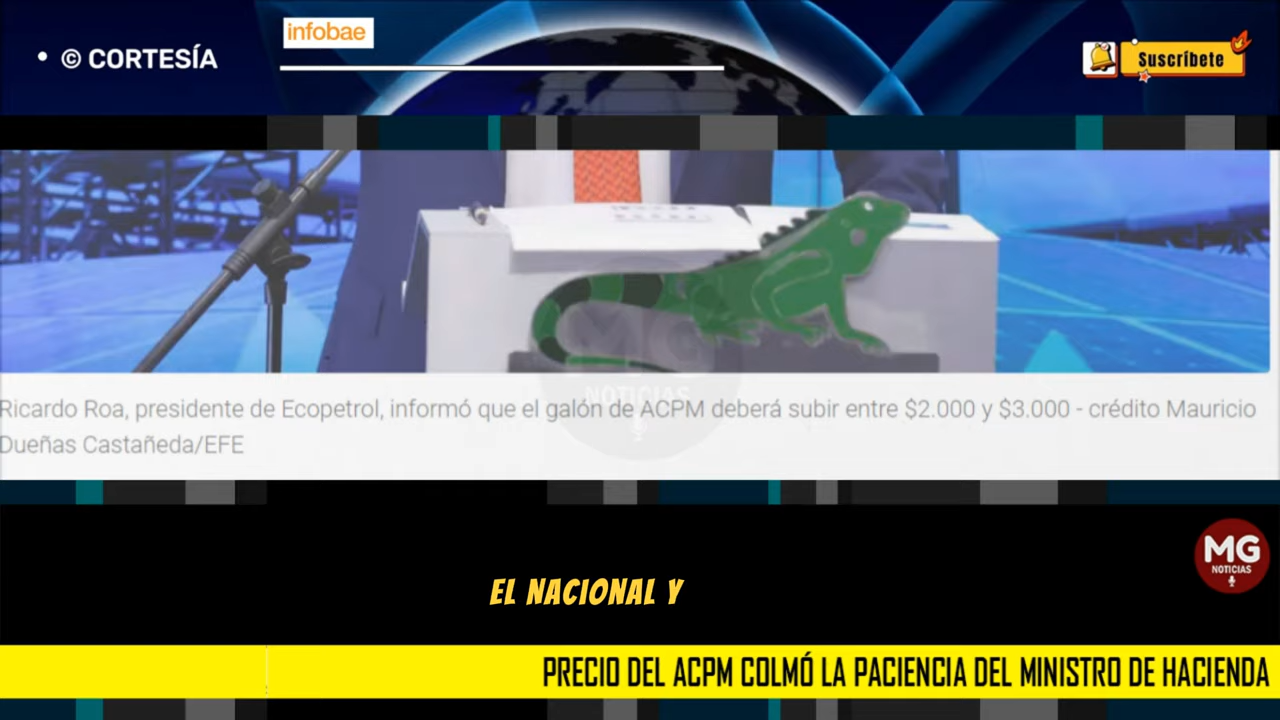 • © CORTESÍA
infobae
Suscríbete
Ricardo Roa, presidente de Ecopetrol, informó que el galón de ACPM deberá subir entre $2.000 y $3.000 - crédito Mauricio
Dueñas Castañeda/EFE
MG
NOTICIAS
MG
NOTICIAS
EL NACIONAL Y
PRECIO DEL ACPM COLMÓ LA PACIENCIA DEL MINISTRO DE HACIENDA